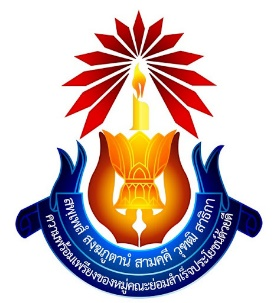 สพฺเพสํ สงฺฆภูตานํ สามคฺคี วุฑฺฒิ สาธิกา
ความพร้อมเพรียงของหมู่คณะย่อมสำเร็จประโยชน์ด้วยดี